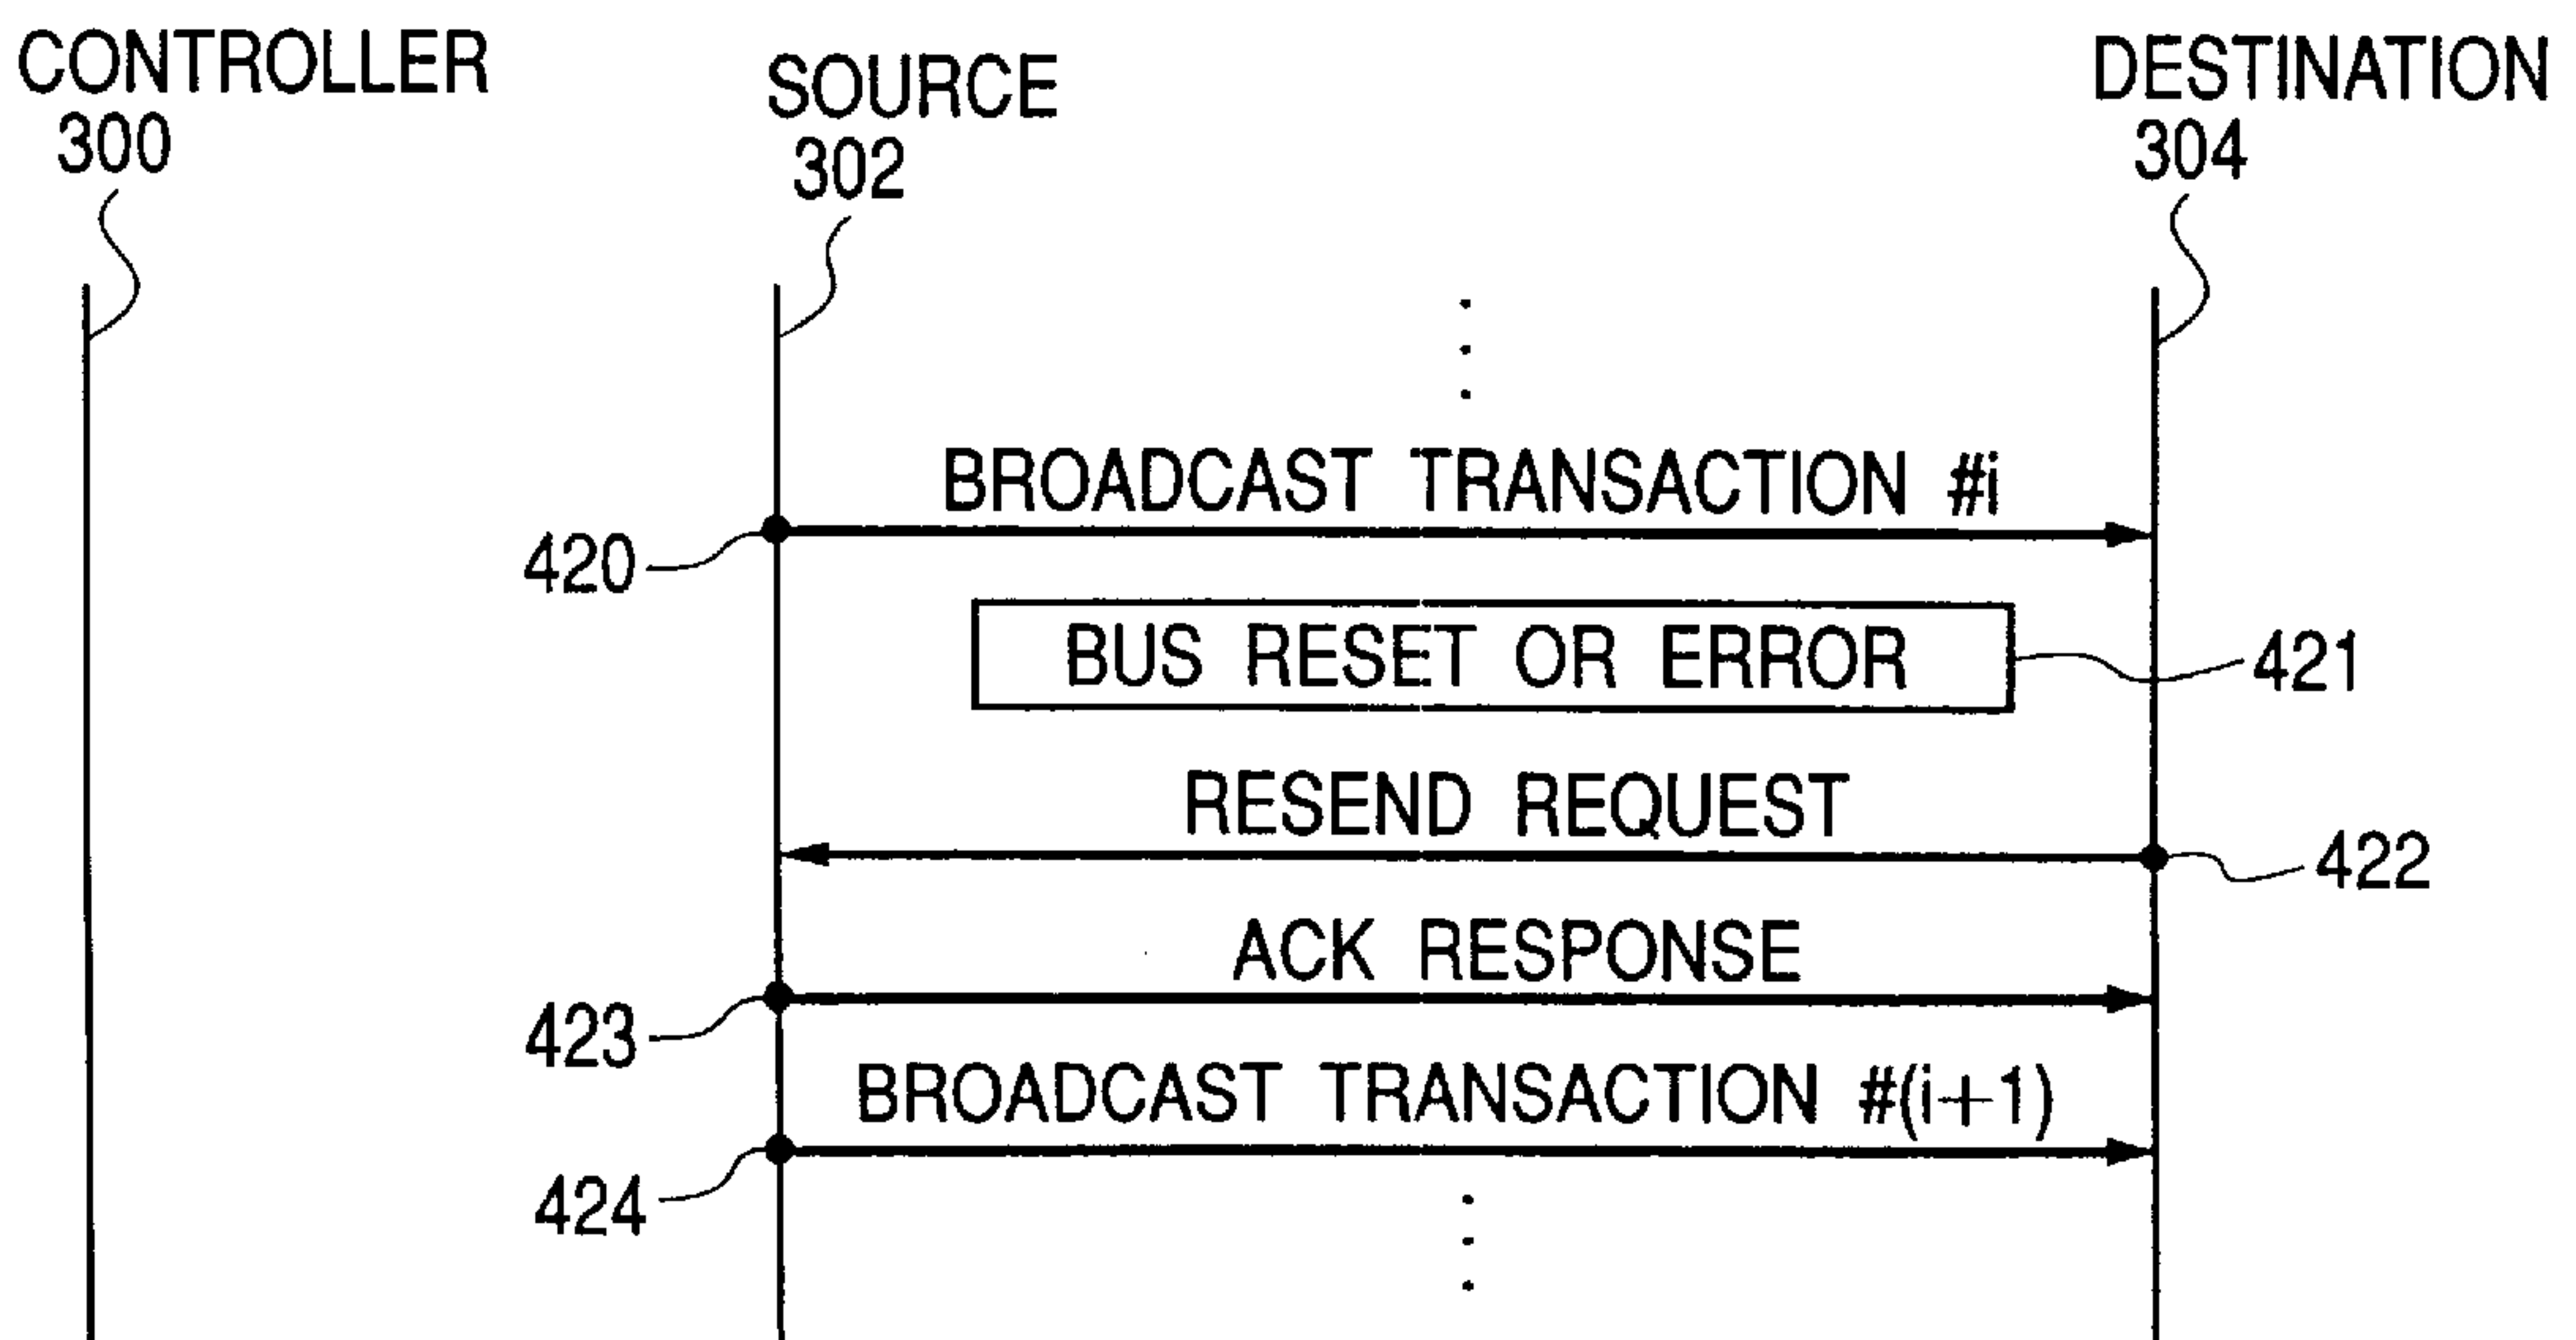 CONTROLLER
300
SOURCE
302
DESTINATION
304
BROADCAST TRANSACTION #i
420
BUS RESET OR ERROR
421
RESEND REQUEST
422
ACK RESPONSE
423
BROADCAST TRANSACTION #(i+1)
424